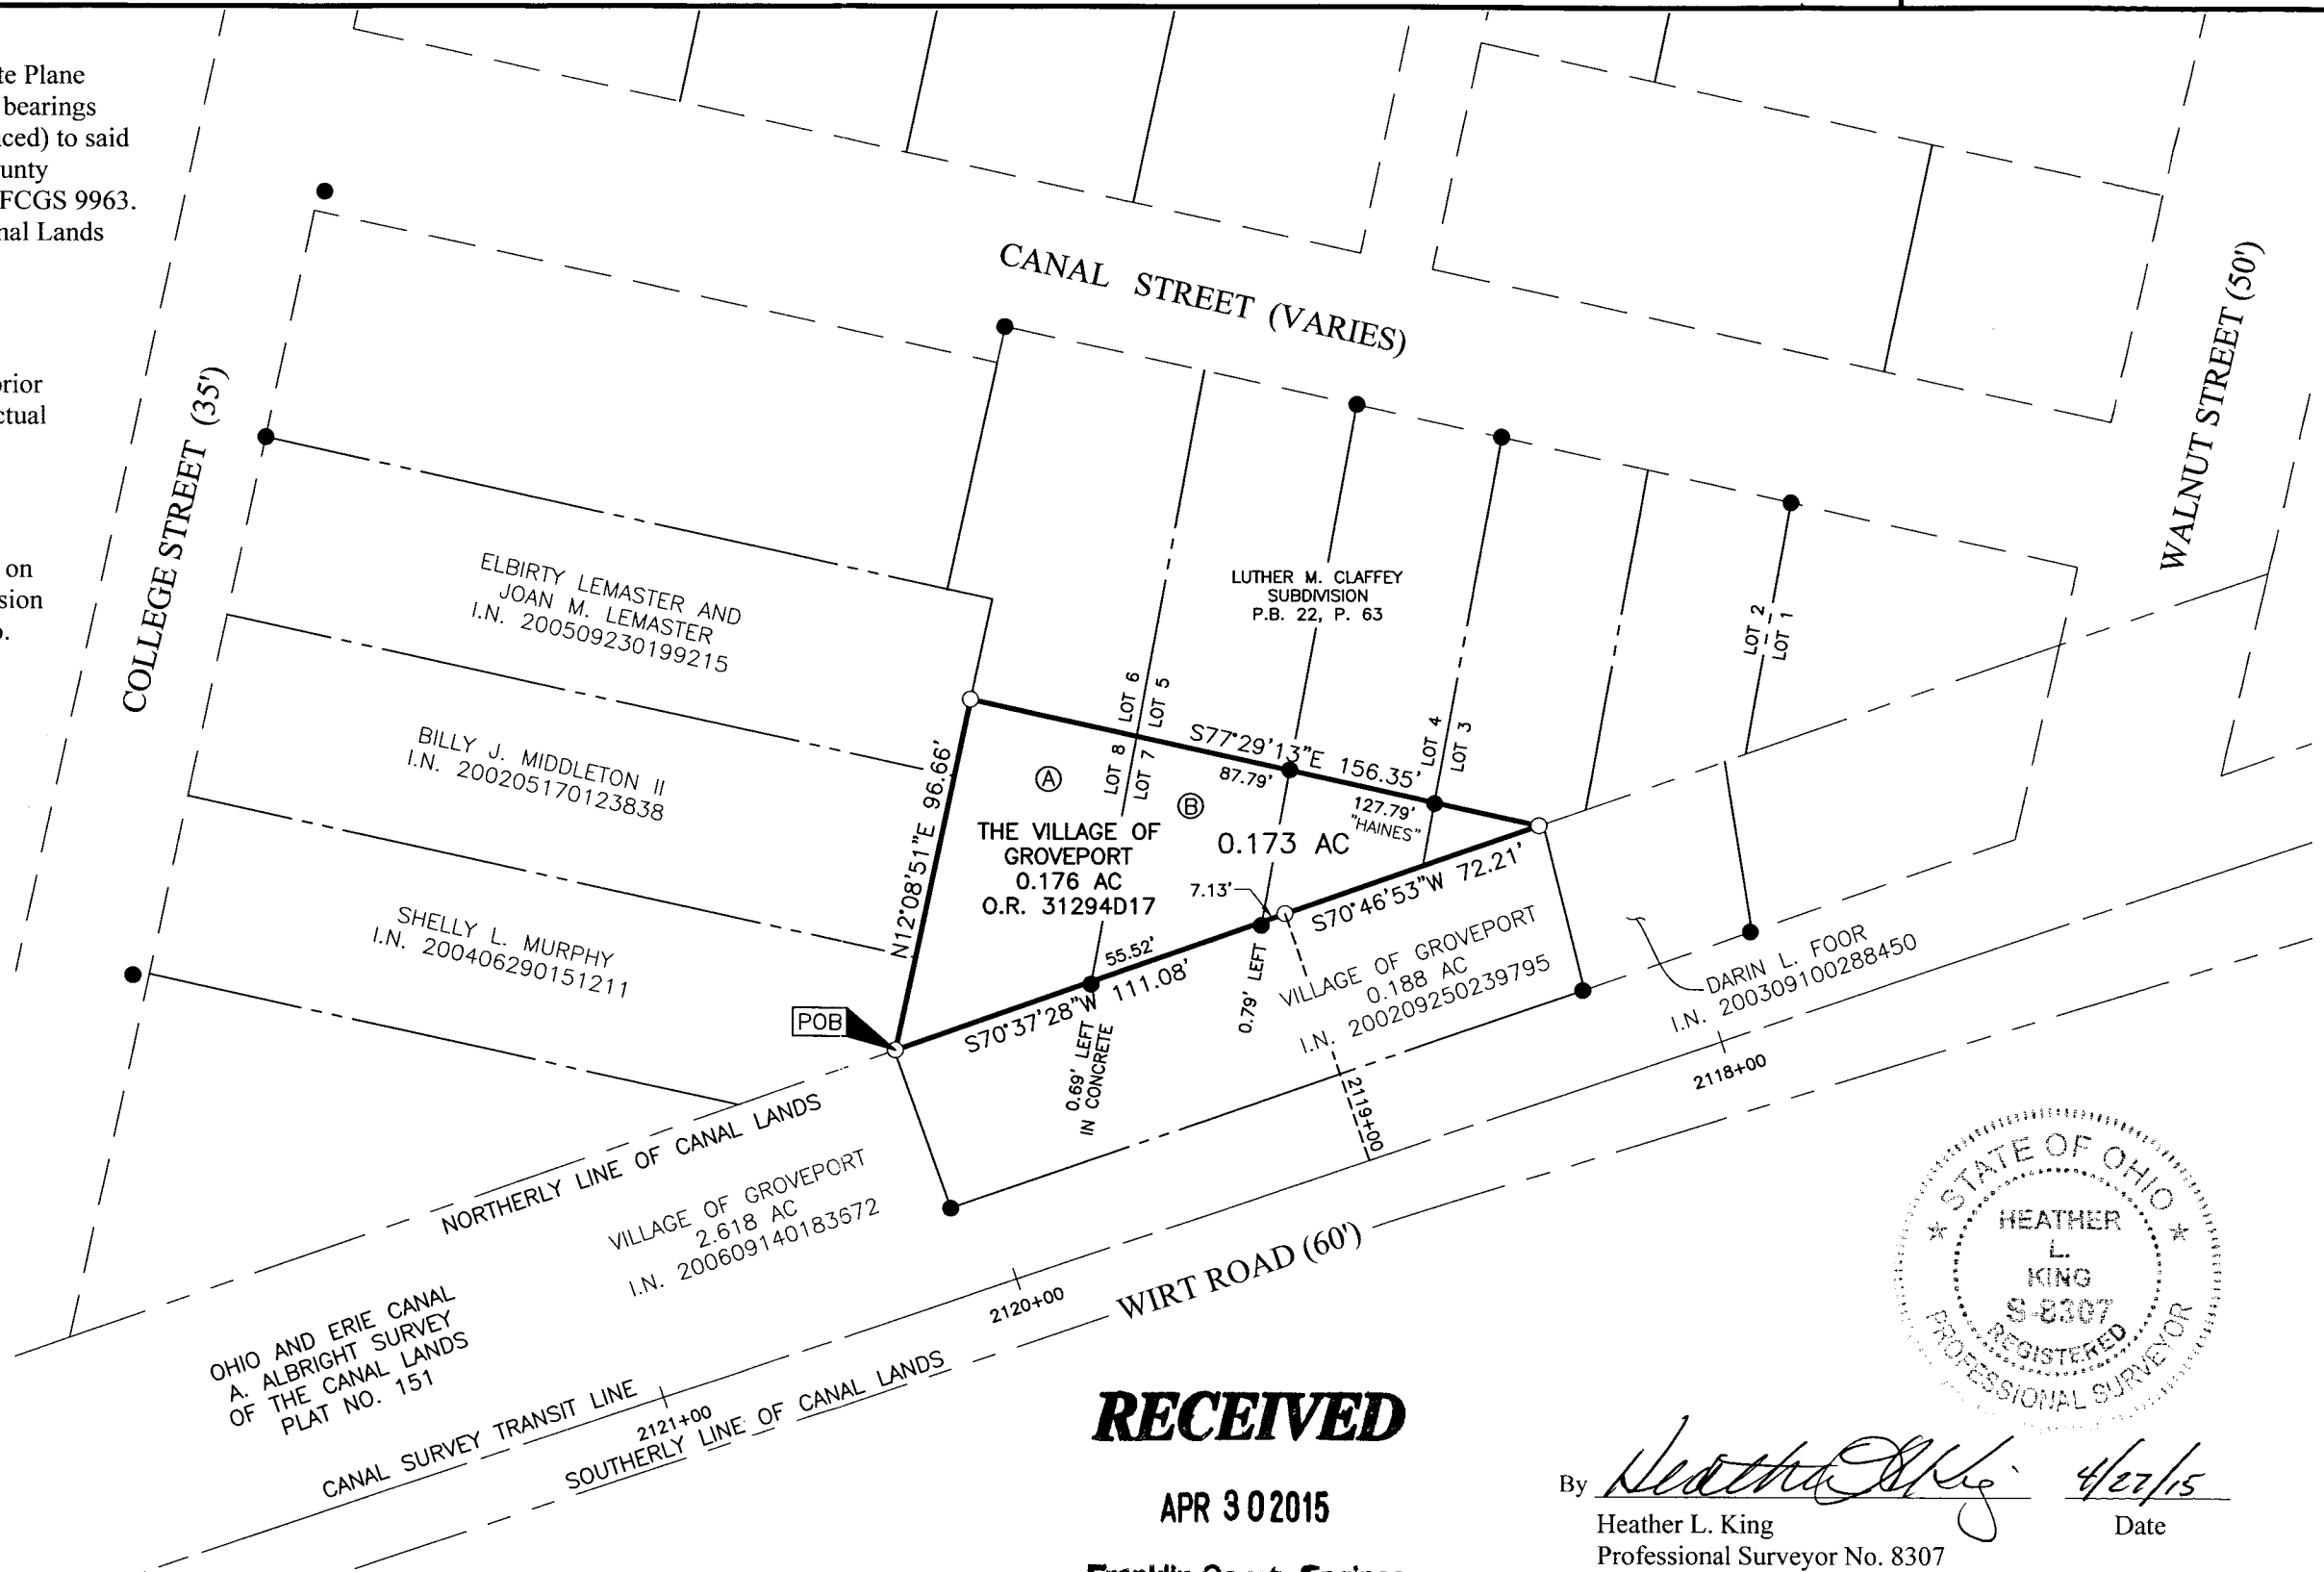 te Plane
bearings
ced) to said
unty
FCGS 9963.
nal Lands
prior
ctual
on
sion
o.
COLLEGE STREET (35')
CANAL STREET (VARIES)
WALNUT STREET (50')
ELBIRTY LEMASTER AND
JOAN M. LEMASTER
I.N. 200509230199215
BILLY J. MIDDLETON II
I.N. 200205170123838
SHELLY L. MURPHY
I.N. 200406290151211
LUTHER M. CLAFFEY
SUBDIVISION
P.B. 22, P. 63
LOT 6
LOT 5
LOT 8
LOT 7
LOT 4
LOT 3
LOT 2
LOT 1
S77°29'13"E 156.35'
87.79'
127.79'
"HAINES"
N12°08'51"E 96.66'
A
B
THE VILLAGE OF
GROVEPORT
0.176 AC
O.R. 31294D17
0.173 AC
7.13'
S70°46'53"W 72.21'
55.52'
S70°37'28"W 111.08'
0.79' LEFT
0.69' LEFT
IN CONCRETE
POB
VILLAGE OF GROVEPORT
0.188 AC
I.N. 200209250239795
DARIN L. FOOR
I.N. 200309100288450
2118+00
2119+00
2120+00
2121+00
NORTHERLY LINE OF CANAL LANDS
VILLAGE OF GROVEPORT
2.618 AC
I.N. 200609140183672
WIRT ROAD (60')
OHIO AND ERIE CANAL
A. ALBRIGHT SURVEY
OF THE CANAL LANDS
PLAT NO. 151
CANAL SURVEY TRANSIT LINE
SOUTHERLY LINE OF CANAL LANDS
RECEIVED
APR 30 2015
Franklin County Engineer
STATE OF OHIO
HEATHER
L.
KING
S-8307
REGISTERED
PROFESSIONAL SURVEYOR
By Heather L King 4/27/15
Heather L. King
Date
Professional Surveyor No. 8307